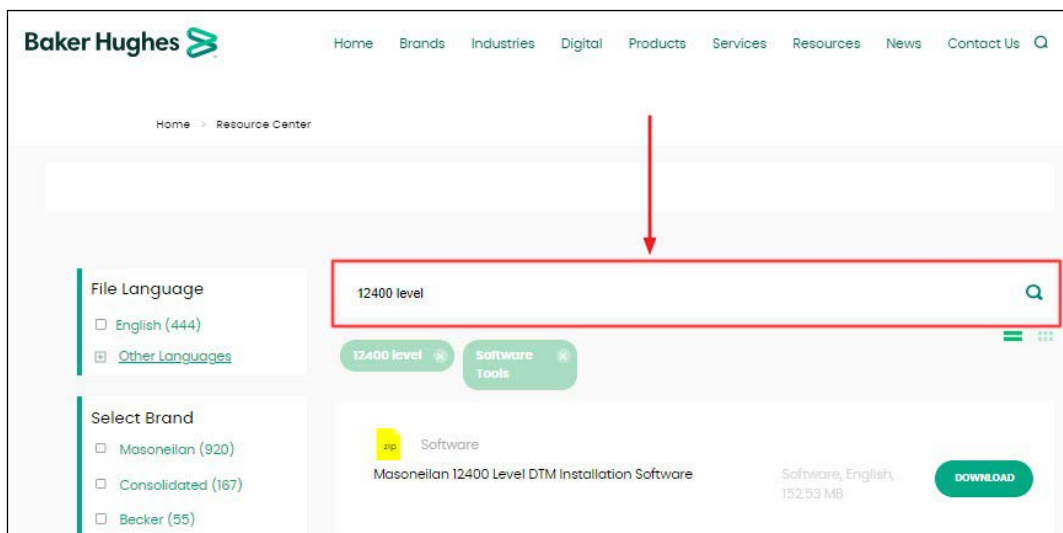 Baker Hughes
Home Brands Industries Digital Products Services Resources News Contact Us
Home > Resource Center
File Language
English (444)
Other Languages
Select Brand
Masoneilan (920)
Consolidated (167)
Becker (55)
12400 level
12400 level Software Tools
zip Software
Masoneilan 12400 Level DTM Installation Software
Software, English,
152.53 MB
DOWNLOAD